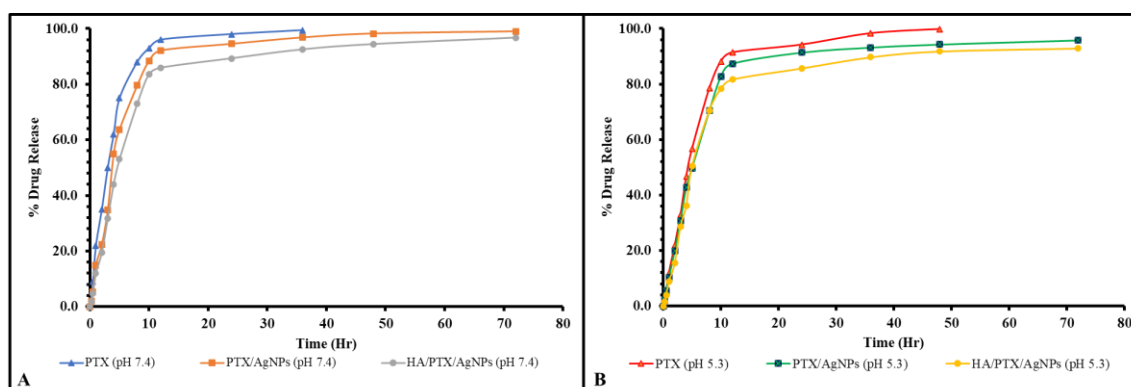 100.0
80.0
60.0
40.0
20.0
0.0
% Drug Release
0 10 20 30 40 50 60 70 80
Time (Hr)
PTX (pH 7.4) PTX/AgNPs (pH 7.4) HA/PTX/AgNPs (pH 7.4)
A
100.0
80.0
60.0
40.0
20.0
0.0
% Drug Release
0 10 20 30 40 50 60 70 80
Time (Hr)
PTX (pH 5.3) PTX/AgNPs (pH 5.3) HA/PTX/AgNPs (pH 5.3)
B